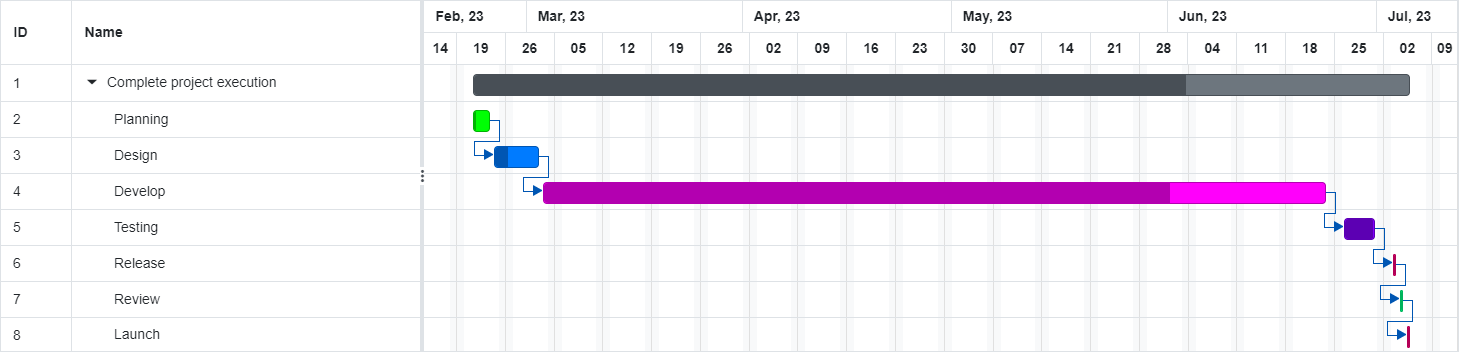 ID Name Feb, 23 Mar, 23 Apr, 23 May, 23 Jun, 23 Jul, 23
14 19 26 05 12 19 26 02 09 16 23 30 07 14 21 28 04 11 18 25 02 09
1 Complete project execution
2 Planning
3 Design
4 Develop
5 Testing
6 Release
7 Review
8 Launch